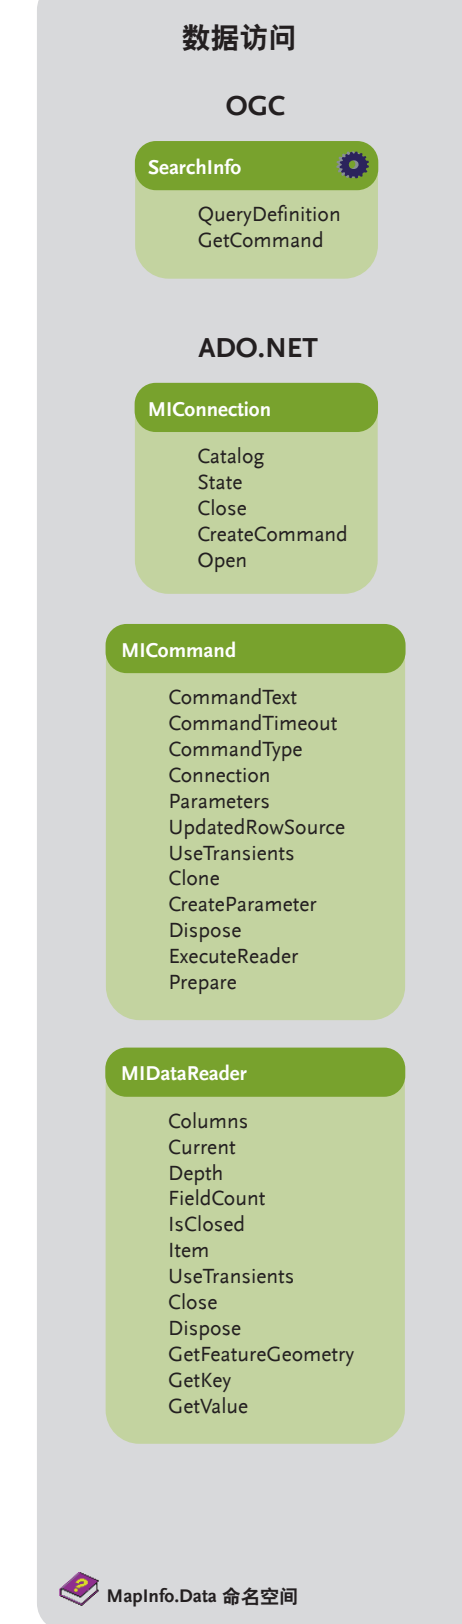 数据访问
OGC
SearchInfo
QueryDefinition
GetCommand
ADO.NET
MIConnection
Catalog
State
Close
CreateCommand
Open
MICommand
CommandText
CommandTimeout
CommandType
Connection
Parameters
UpdatedRowSource
UseTransients
Clone
CreateParameter
Dispose
ExecuteReader
Prepare
MIDataReader
Columns
Current
Depth
FieldCount
IsClosed
Item
UseTransients
Close
Dispose
GetFeatureGeometry
GetKey
GetValue
MapInfo.Data 命名空间